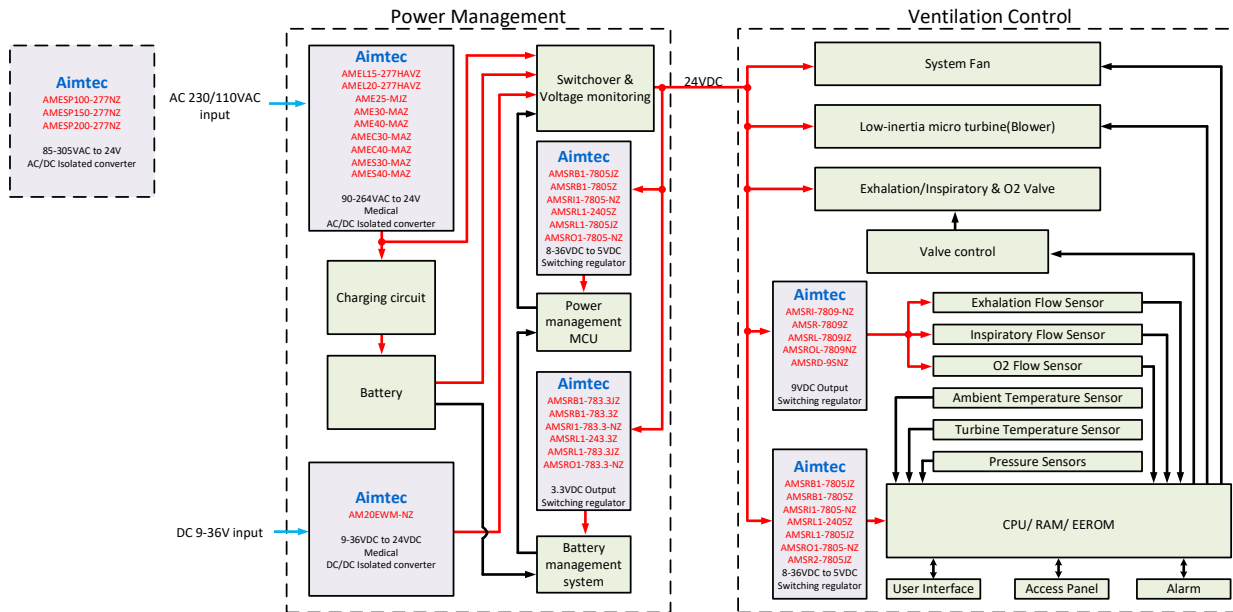 Power Management
Ventilation Control
Aimtec
AMESP100-277NZ
AMESP150-277NZ
AMESP200-277NZ
85-305VAC to 24V
AC/DC Isolated converter
AC 230/110VAC
input
Aimtec
AMEL15-277HAVZ
AMEL20-277HAVZ
AME25-MJZ
AME30-MAZ
AME40-MAZ
AMEC30-MAZ
AMEC40-MAZ
AMES30-MAZ
AMES40-MAZ
90-264VAC to 24V
Medical
AC/DC Isolated converter
Charging circuit
Battery
DC 9-36V input
Aimtec
AM20EWM-NZ
9-36VDC to 24VDC
Medical
DC/DC Isolated converter
Switchover &
Voltage monitoring
Aimtec
AMSRB1-7805JZ
AMSRB1-7805Z
AMSRI1-7805-NZ
AMSRL1-2405Z
AMSRL1-7805JZ
AMSRO1-7805-NZ
8-36VDC to 5VDC
Switching regulator
Power
management
MCU
Aimtec
AMSRB1-783.3JZ
AMSRB1-783.3Z
AMSRI1-783.3-NZ
AMSRL1-243.3Z
AMSRL1-783.3JZ
AMSRO1-783.3-NZ
3.3VDC Output
Switching regulator
Battery
management
system
24VDC
System Fan
Low-inertia micro turbine(Blower)
Exhalation/Inspiratory & O2 Valve
Valve control
Aimtec
AMSRI-7809-NZ
AMSR-7809Z
AMSRL-7809JZ
AMSROL-7809NZ
AMSRD-9SNZ
9VDC Output
Switching regulator
Exhalation Flow Sensor
Inspiratory Flow Sensor
O2 Flow Sensor
Ambient Temperature Sensor
Turbine Temperature Sensor
Pressure Sensors
Aimtec
AMSRB1-7805JZ
AMSRB1-7805Z
AMSRI1-7805-NZ
AMSRL1-2405Z
AMSRL1-7805JZ
AMSRO1-7805-NZ
AMSR2-7805JZ
8-36VDC to 5VDC
Switching regulator
CPU/ RAM/ EEROM
User Interface
Access Panel
Alarm